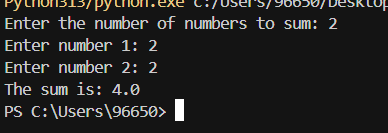 Python313/python.exe c:/Users/96650/Desktop
Enter the number of numbers to sum: 2
Enter number 1: 2
Enter number 2: 2
The sum is: 4.0
PS C:\Users\96650>